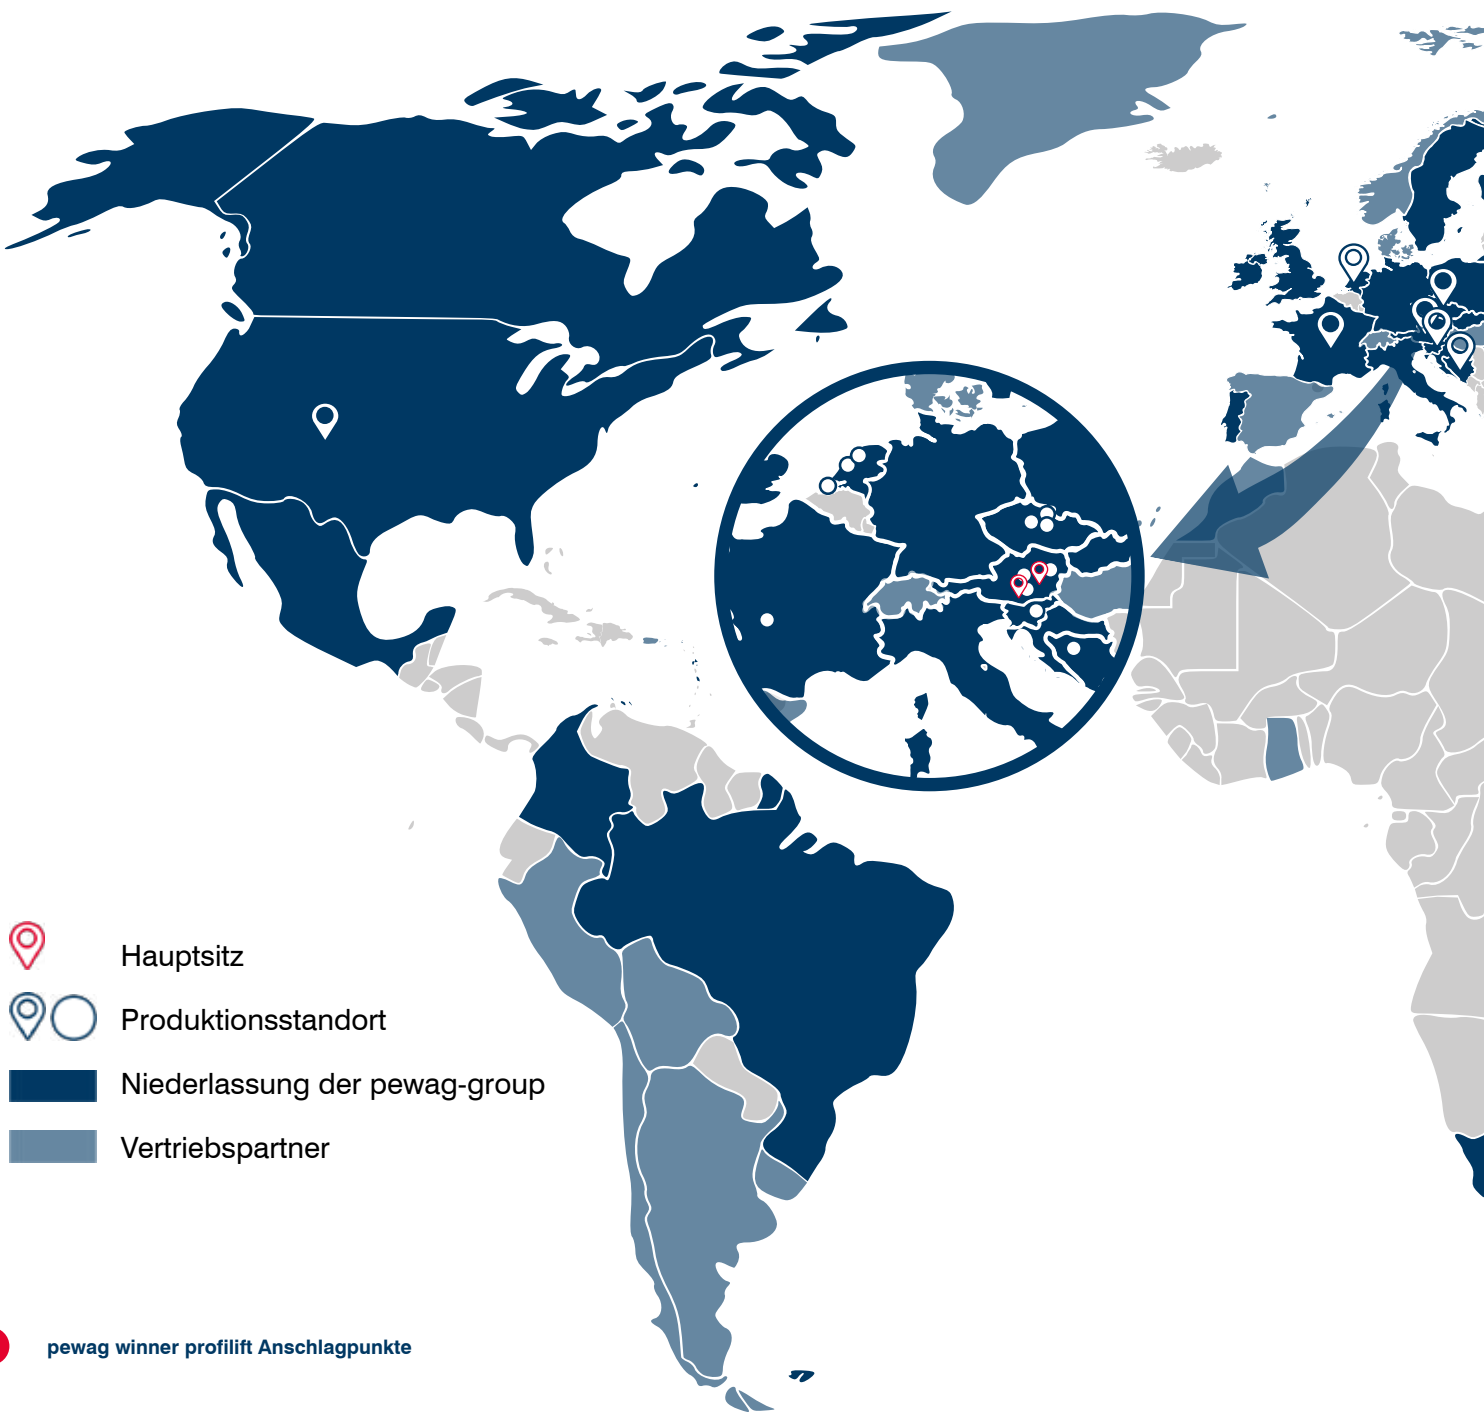 Hauptsitz
Produktionsstandort
Niederlassung der pewag-group
Vertriebspartner
pewag winner profilift Anschlagpunkte